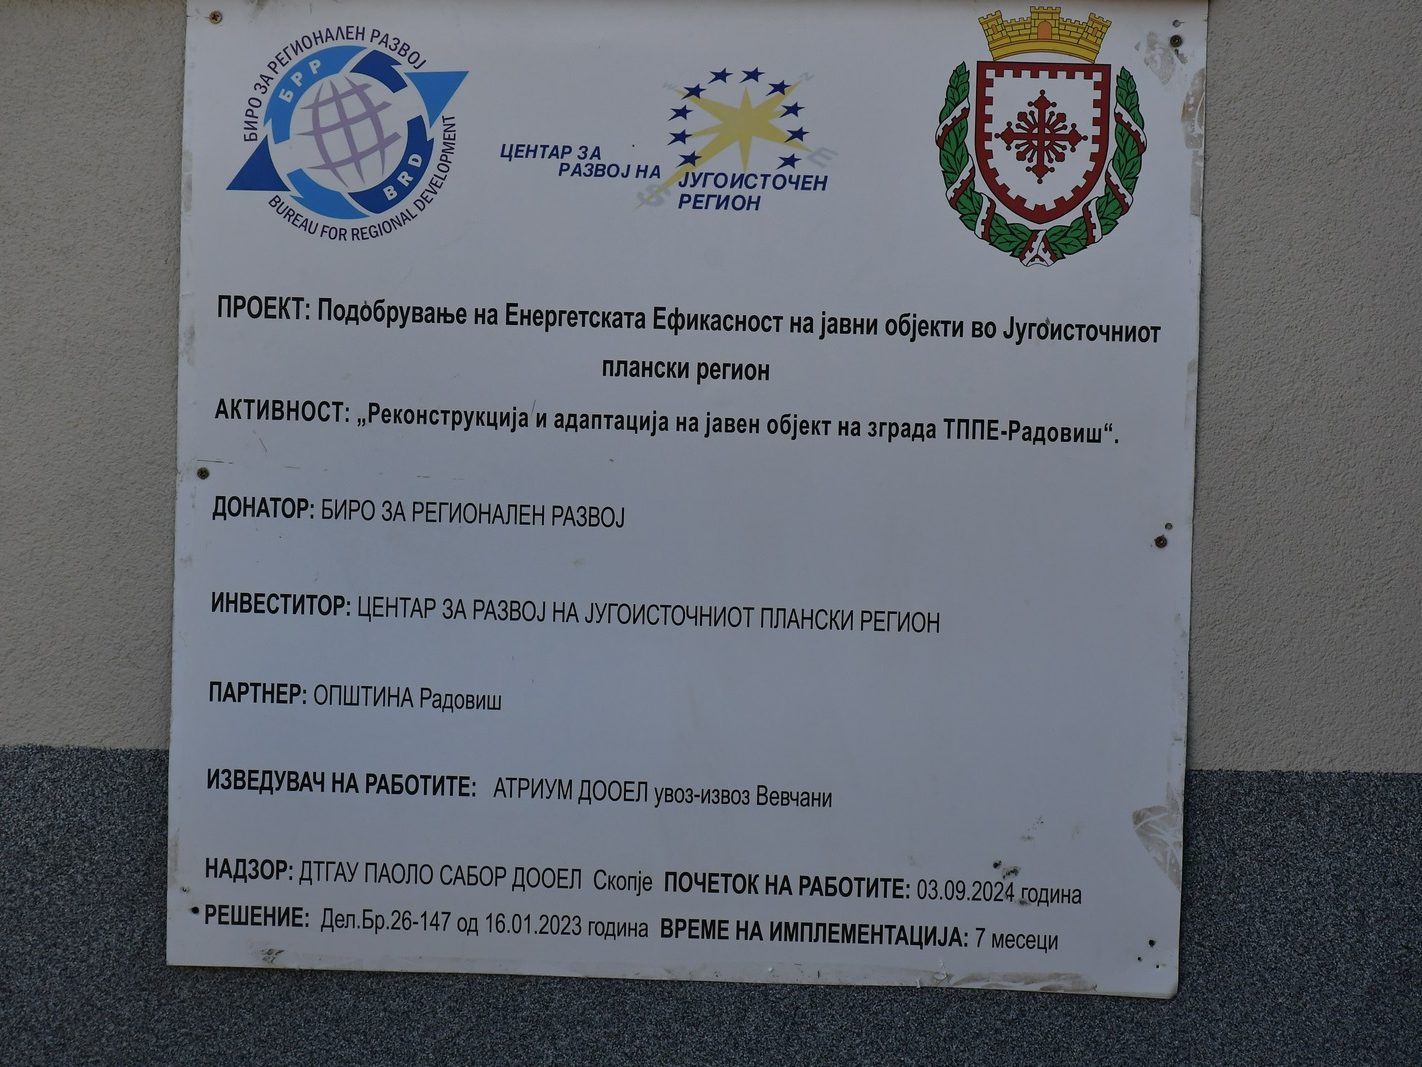 БИРО ЗА РЕГИОНАЛЕН РАЗВОЈ
БРР
BRD
BUREAU FOR REGIONAL DEVELOPMENT
ЦЕНТАР ЗА
РАЗВОЈ НА ЈУГОИСТОЧЕН
РЕГИОН
ПРОЕКТ: Подобрување на Енергетската Ефикасност на јавни објекти во Југоисточниот
плански регион
АКТИВНОСТ: „Реконструкција и адаптација на јавен објект на зграда ТППЕ-Радовиш“.
ДОНАТОР: БИРО ЗА РЕГИОНАЛЕН РАЗВОЈ
ИНВЕСТИТОР: ЦЕНТАР ЗА РАЗВОЈ НА ЈУГОИСТОЧНИОТ ПЛАНСКИ РЕГИОН
ПАРТНЕР: ОПШТИНА Радовиш
ИЗВЕДУВАЧ НА РАБОТИТЕ: АТРИУМ ДООЕЛ увоз-извоз Вевчани
НАДЗОР: ДТГАУ ПАОЛО САБОР ДООЕЛ Скопје ПОЧЕТОК НА РАБОТИТЕ: 03.09.2024 година
РЕШЕНИЕ: Дел.Бр.26-147 од 16.01.2023 година ВРЕМЕ НА ИМПЛЕМЕНТАЦИЈА: 7 месеци